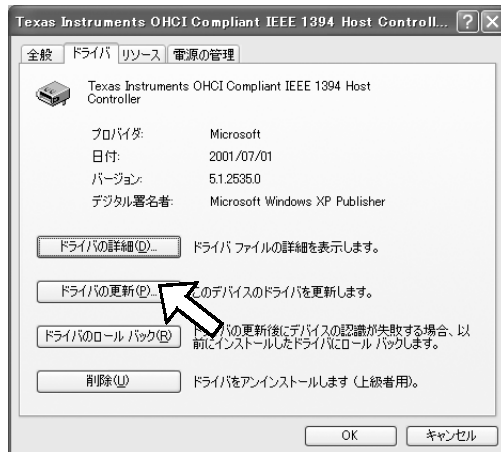 Texas Instruments OHCI Compliant IEEE 1394 Host Controll...
全般 ドライバ リソース 電源の管理
Texas Instruments OHCI Compliant IEEE 1394 Host
Controller
プロバイダ: Microsoft
日付: 2001/07/01
バージョン: 5.1.2535.0
デジタル署名者: Microsoft Windows XP Publisher
ドライバの詳細(D)... ドライバ ファイルの詳細を表示します。
ドライバの更新(P)... このデバイスのドライバを更新します。
ドライバのロール バック(R) ドライバの更新後にデバイスの認識が失敗する場合、以
前にインストールしたドライバにロール バックします。
削除(U) ドライバをアンインストールします (上級者用)。
OK キャンセル